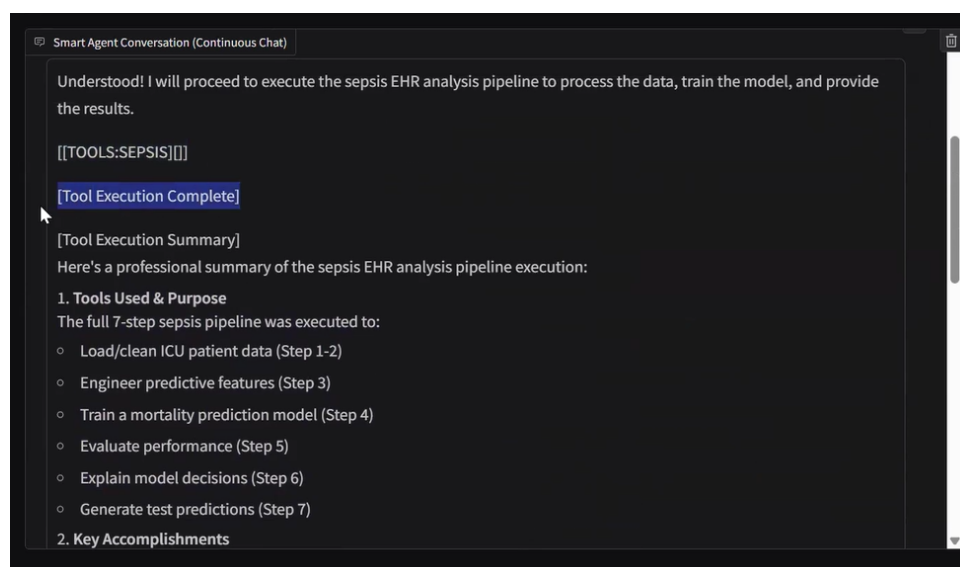 Smart Agent Conversation (Continuous Chat)
Understood! I will proceed to execute the sepsis EHR analysis pipeline to process the data, train the model, and provide
the results.
[[TOOLS:SEPSIS][]]
[Tool Execution Complete]
[Tool Execution Summary]
Here's a professional summary of the sepsis EHR analysis pipeline execution:
1. Tools Used & Purpose
The full 7-step sepsis pipeline was executed to:
Load/clean ICU patient data (Step 1-2)
Engineer predictive features (Step 3)
Train a mortality prediction model (Step 4)
Evaluate performance (Step 5)
Explain model decisions (Step 6)
Generate test predictions (Step 7)
2. Key Accomplishments